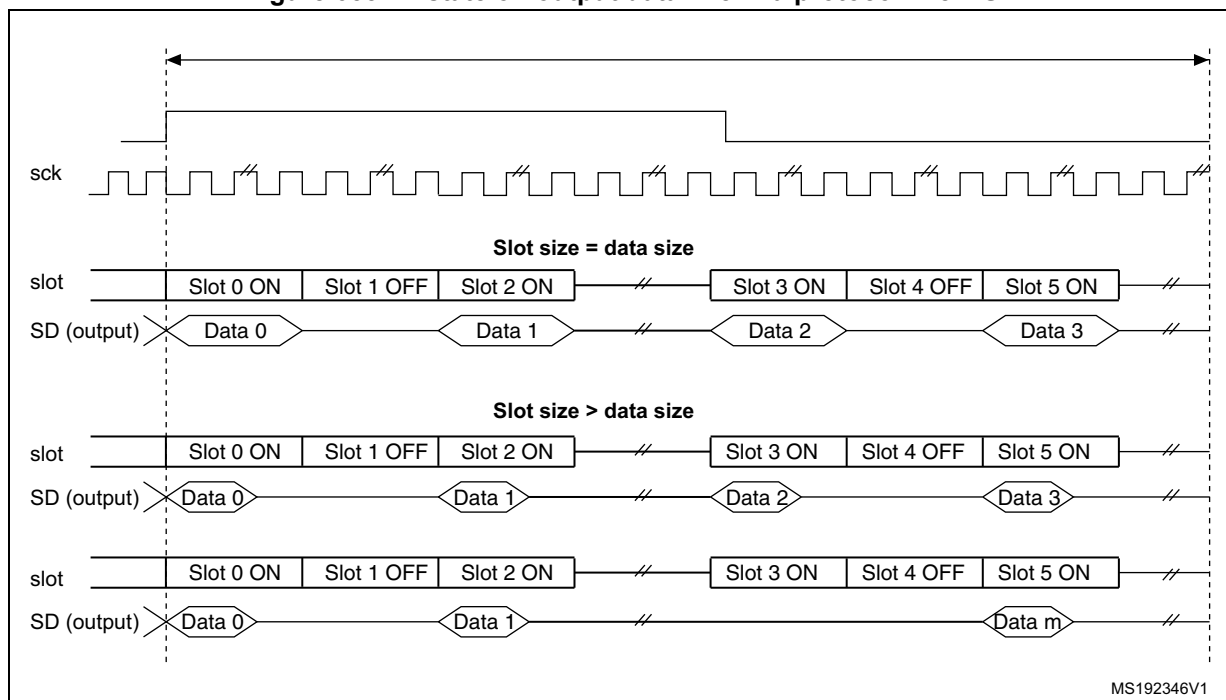 sck
Slot size = data size
slot Slot 0 ON Slot 1 OFF Slot 2 ON Slot 3 ON Slot 4 OFF Slot 5 ON
SD (output) Data 0 Data 1 Data 2 Data 3
Slot size > data size
slot Slot 0 ON Slot 1 OFF Slot 2 ON Slot 3 ON Slot 4 OFF Slot 5 ON
SD (output) Data 0 Data 1 Data 2 Data 3
slot Slot 0 ON Slot 1 OFF Slot 2 ON Slot 3 ON Slot 4 OFF Slot 5 ON
SD (output) Data 0 Data 1 Data m
MS192346V1